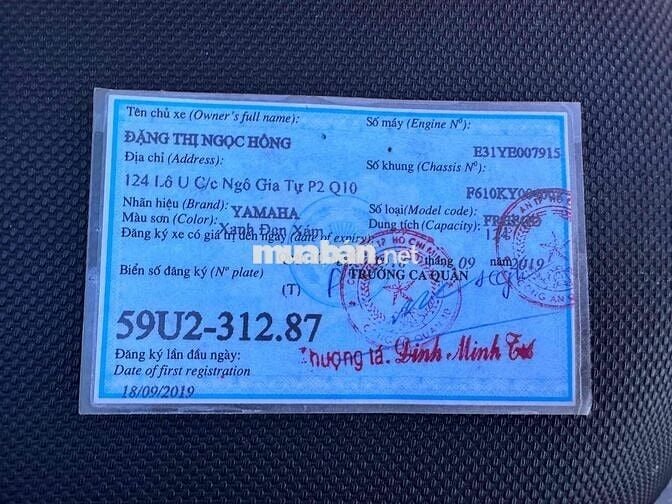 Tên chủ xe (Owner's full name):
Số máy (Engine Nº):
ĐẶNG THỊ NGỌC HỒNG
E31YE007915
Địa chỉ (Address):
Số khung (Chassis Nº):
124 Lô U C/c Ngô Gia Tự P2 Q10
F610KY
Nhãn hiệu (Brand): YAMAHA
Số loại (Model code):
Màu sơn (Color): Xanh Đen Xám
Dung tích (Capacity):
Đăng ký xe có giá trị đến ngày (date of expiry)
muaban.net
tháng 09 năm 2019
Biển số đăng ký (N° plate)
TRƯỞNG CA QUẬN
(T)
59U2-312.87
Thượng tá. Đinh Minh
Đăng ký lần đầu ngày:
Date of first registration
18/09/2019